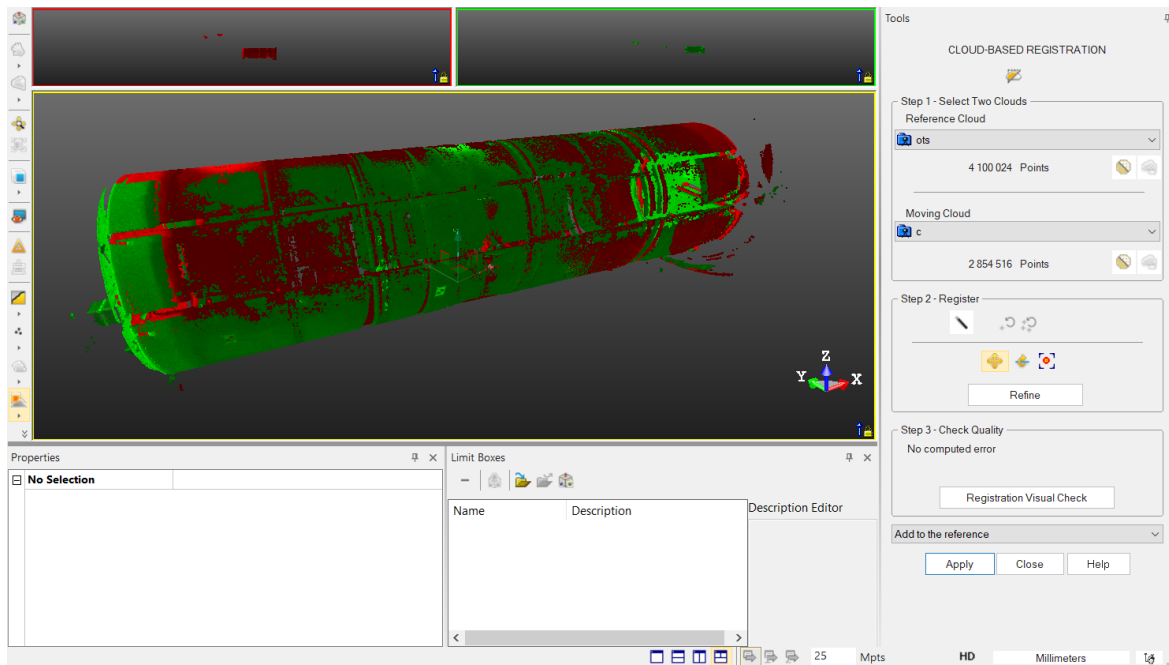 Tools
CLOUD-BASED REGISTRATION
Step 1 - Select Two Clouds
Reference Cloud
ots
4 100 024 Points
Moving Cloud
c
2 854 516 Points
Step 2 - Register
Refine
Step 3 - Check Quality
No computed error
Registration Visual Check
Add to the reference
Apply Close Help
Z
Y X
Properties
No Selection
Limit Boxes
Name Description
Description Editor
25 Mpts HD Millimeters